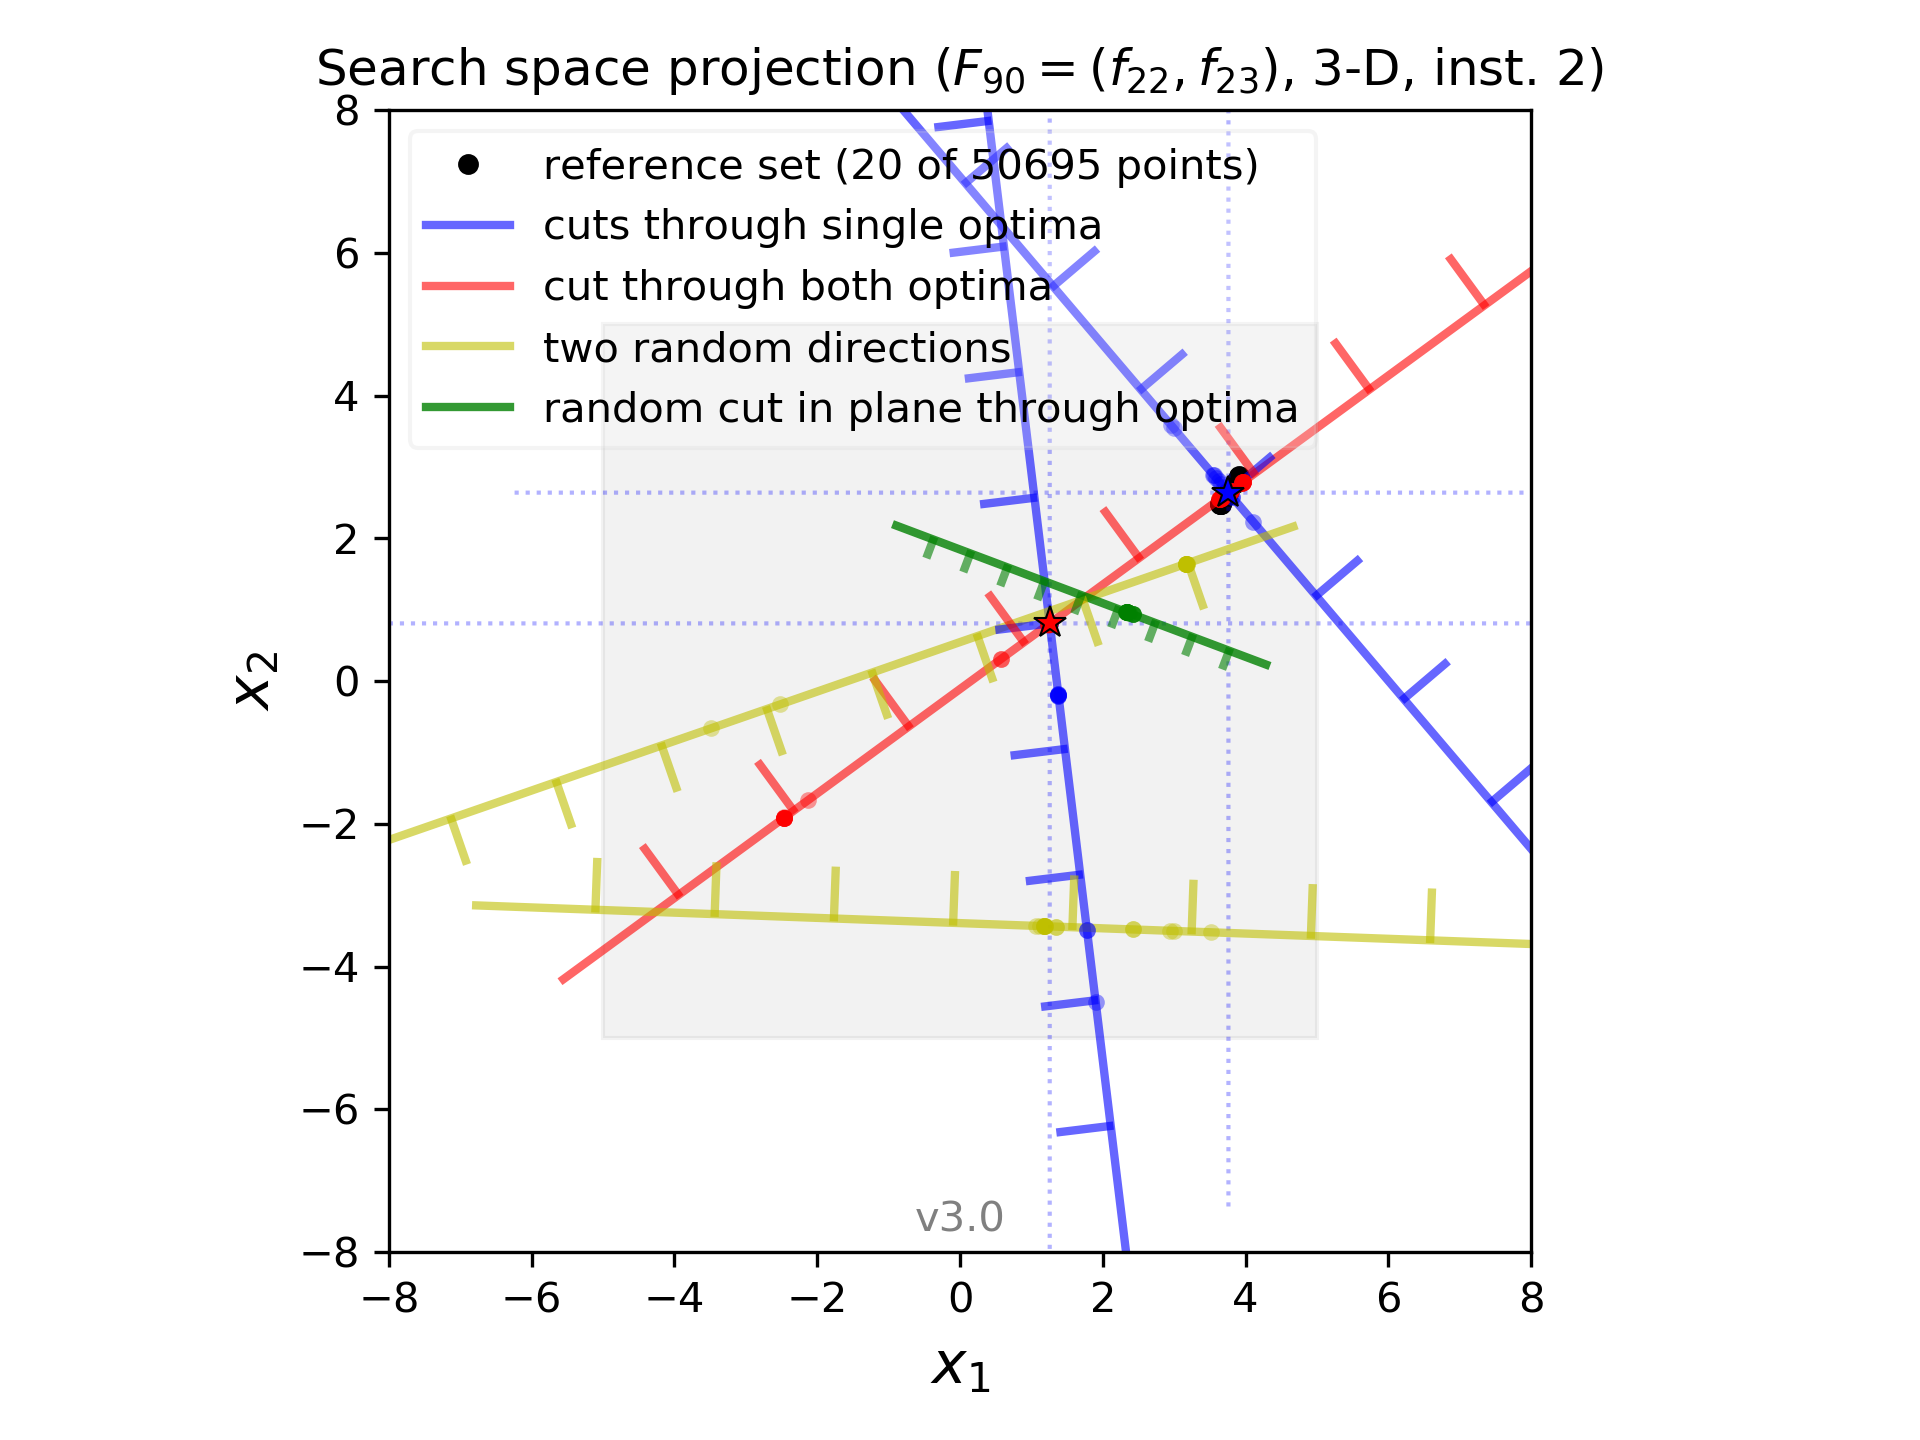 Search space projection (F90 = (f22, f23), 3-D, inst. 2)
reference set (20 of 50695 points)
cuts through single optima
cut through both optima
two random directions
random cut in plane through optima
8
6
4
2
0
−2
−4
−6
−8
x2
v3.0
−8 −6 −4 −2 0 2 4 6 8
x1